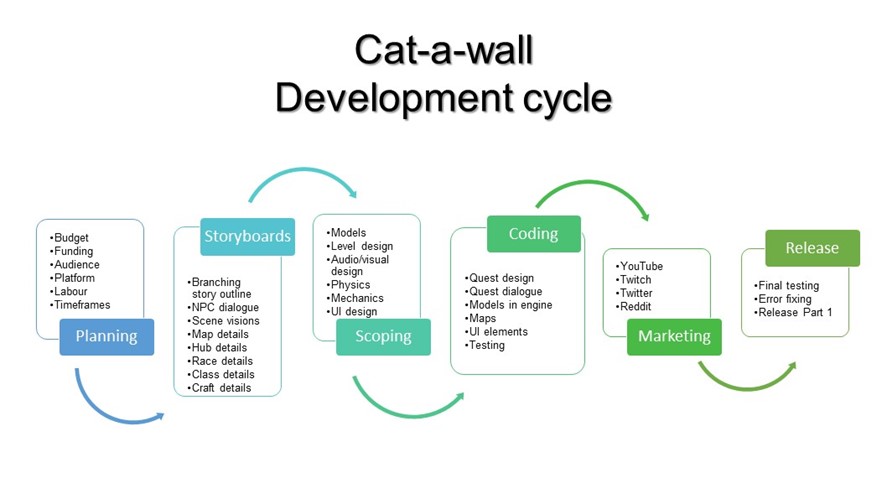 Cat-a-wall
Development cycle
•Budget
•Funding
•Audience
•Platform
•Labour
•Timeframes
Planning
Storyboards
•Branching
story outline
•NPC dialogue
•Scene visions
•Map details
•Hub details
•Race details
•Class details
•Craft details
•Models
•Level design
•Audio/visual
design
•Physics
•Mechanics
•UI design
Scoping
Coding
•Quest design
•Quest dialogue
•Models in engine
•Maps
•UI elements
•Testing
•YouTube
•Twitch
•Twitter
•Reddit
Marketing
Release
•Final testing
•Error fixing
•Release Part 1